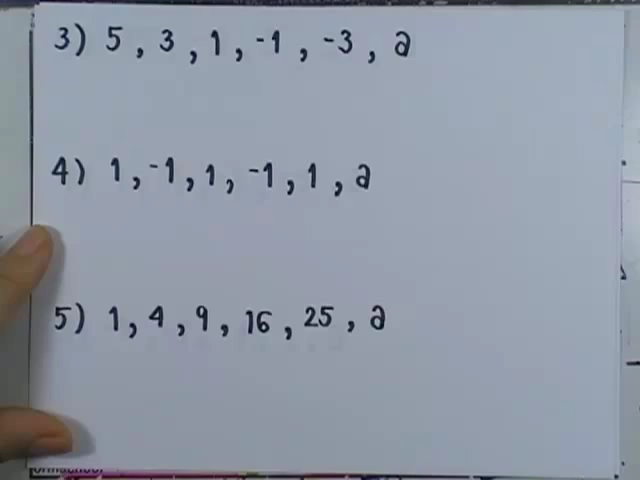 3) 5 , 3 , 1 , -1 , -3 , a
4) 1 , -1 , 1 , -1 , 1 , a
5) 1 , 4 , 9 , 16 , 25 , a